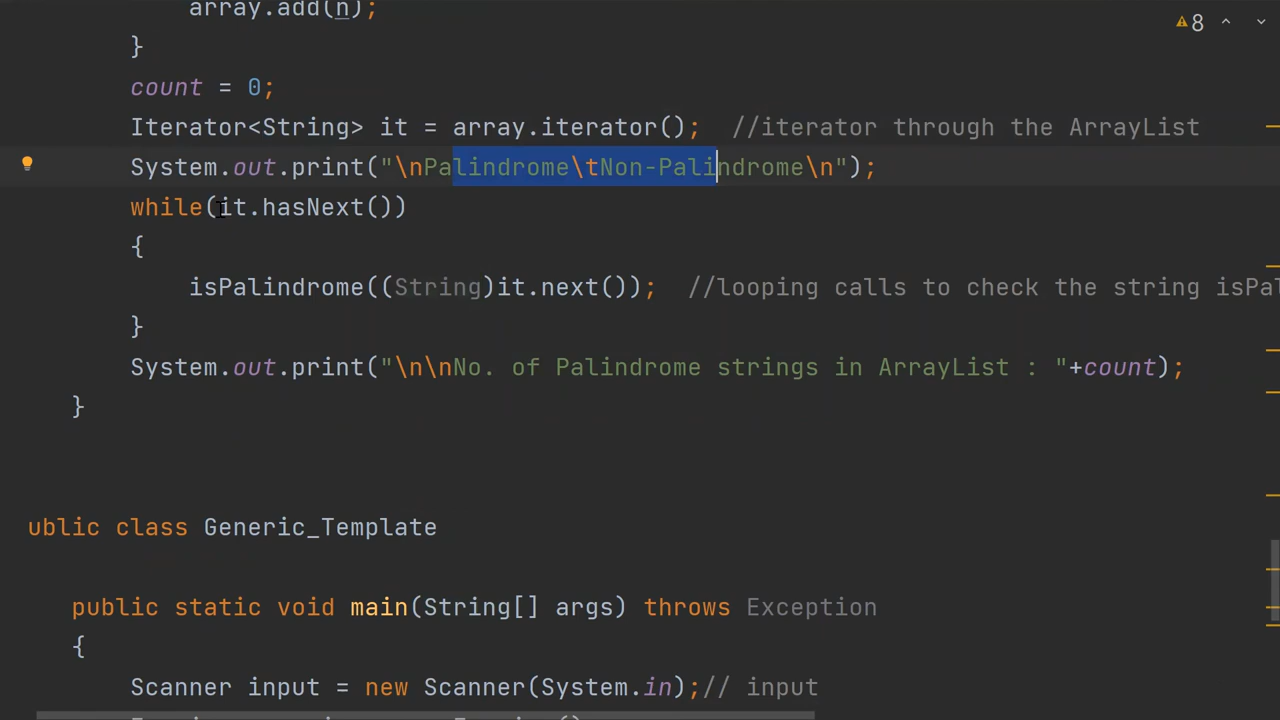 array.add(n);
8
}
count = 0;
Iterator<String> it = array.iterator();  //iterator through the ArrayList
System.out.print("\nPalindrome\tNon-Palindrome\n");
while(it.hasNext())
{
isPalindrome((String)it.next());  //looping calls to check the string isPal
}
System.out.print("\n\nNo. of Palindrome strings in ArrayList : "+count);
}
ublic class Generic_Template
public static void main(String[] args) throws Exception
{
Scanner input = new Scanner(System.in);// input